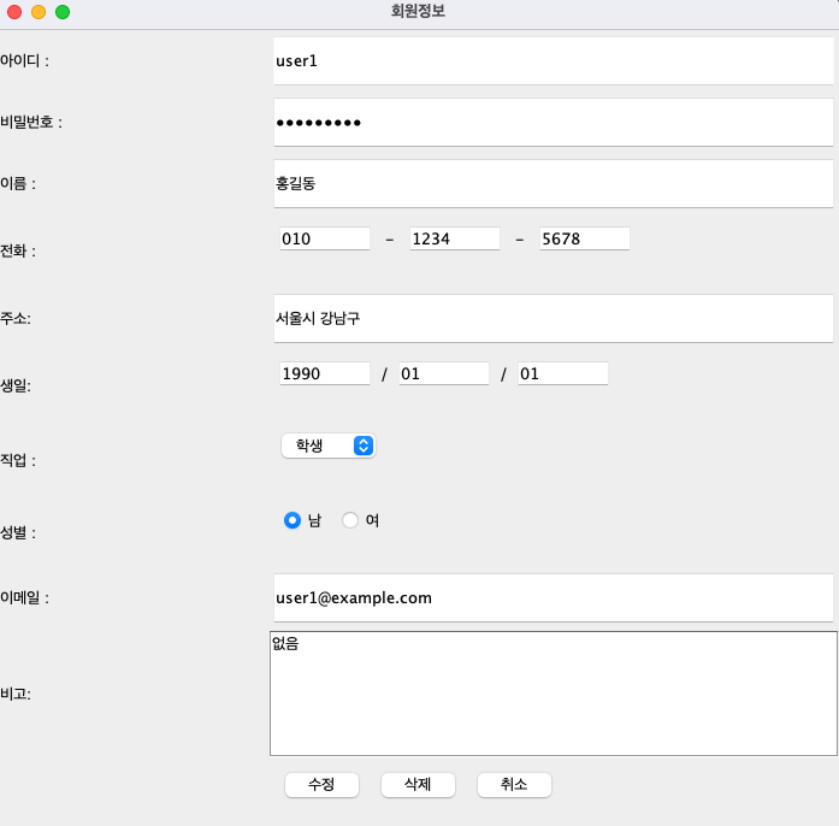 회원정보
아이디 : user1
비밀번호 : •••••••••
이름 : 홍길동
전화 : 010 - 1234 - 5678
주소: 서울시 강남구
생일: 1990 / 01 / 01
직업 : 학생
성별 : 남 여
이메일 : user1@example.com
비고: 없음
수정 삭제 취소